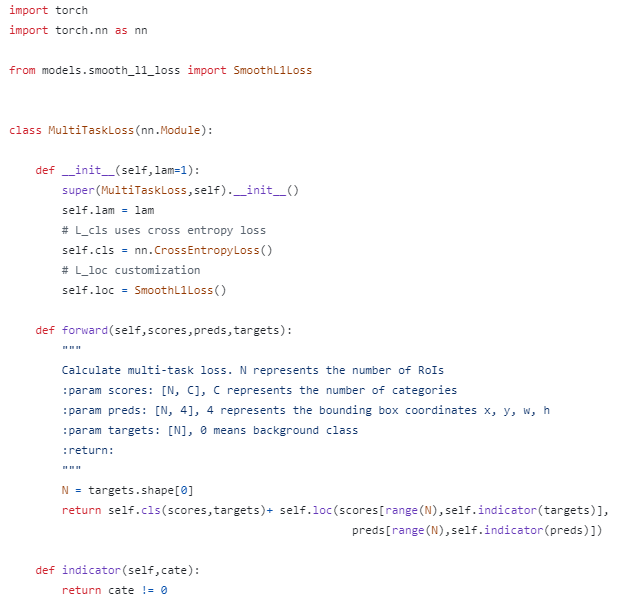 import torch
import torch.nn as nn
from models.smooth_l1_loss import SmoothL1Loss
class MultiTaskLoss(nn.Module):
    def __init__(self,lam=1):
        super(MultiTaskLoss,self).__init__()
        self.lam = lam
        # L_cls uses cross entropy loss
        self.cls = nn.CrossEntropyLoss()
        # L_loc customization
        self.loc = SmoothL1Loss()
    def forward(self,scores,preds,targets):
        """
        Calculate multi-task loss. N represents the number of RoIs
        :param scores: [N, C], C represents the number of categories
        :param preds: [N, 4], 4 represents the bounding box coordinates x, y, w, h
        :param targets: [N], 0 means background class
        :return:
        """
        N = targets.shape[0]
        return self.cls(scores,targets)+ self.loc(scores[range(N),self.indicator(targets)],
                                                    preds[range(N),self.indicator(preds)])
    def indicator(self,cate):
        return cate != 0